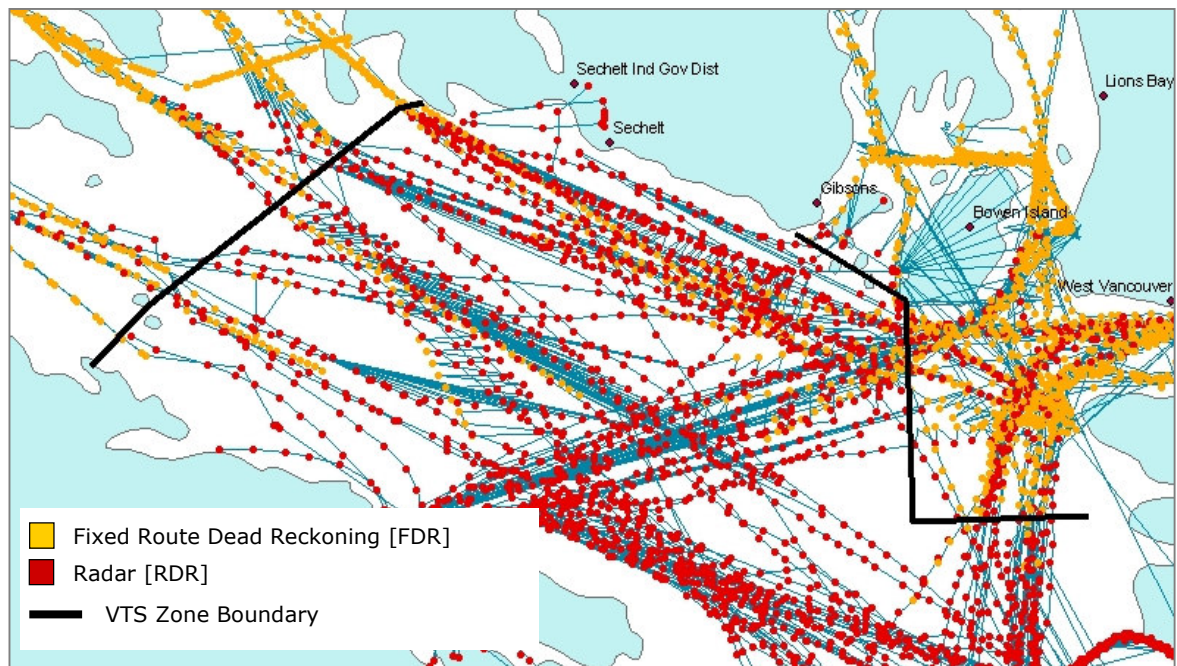 Sechelt Ind Gov Dist
Lions Bay
Sechelt
Gibsons
Boven Island
West Vancouver
Fixed Route Dead Reckoning [FDR]
Radar [RDR]
VTS Zone Boundary